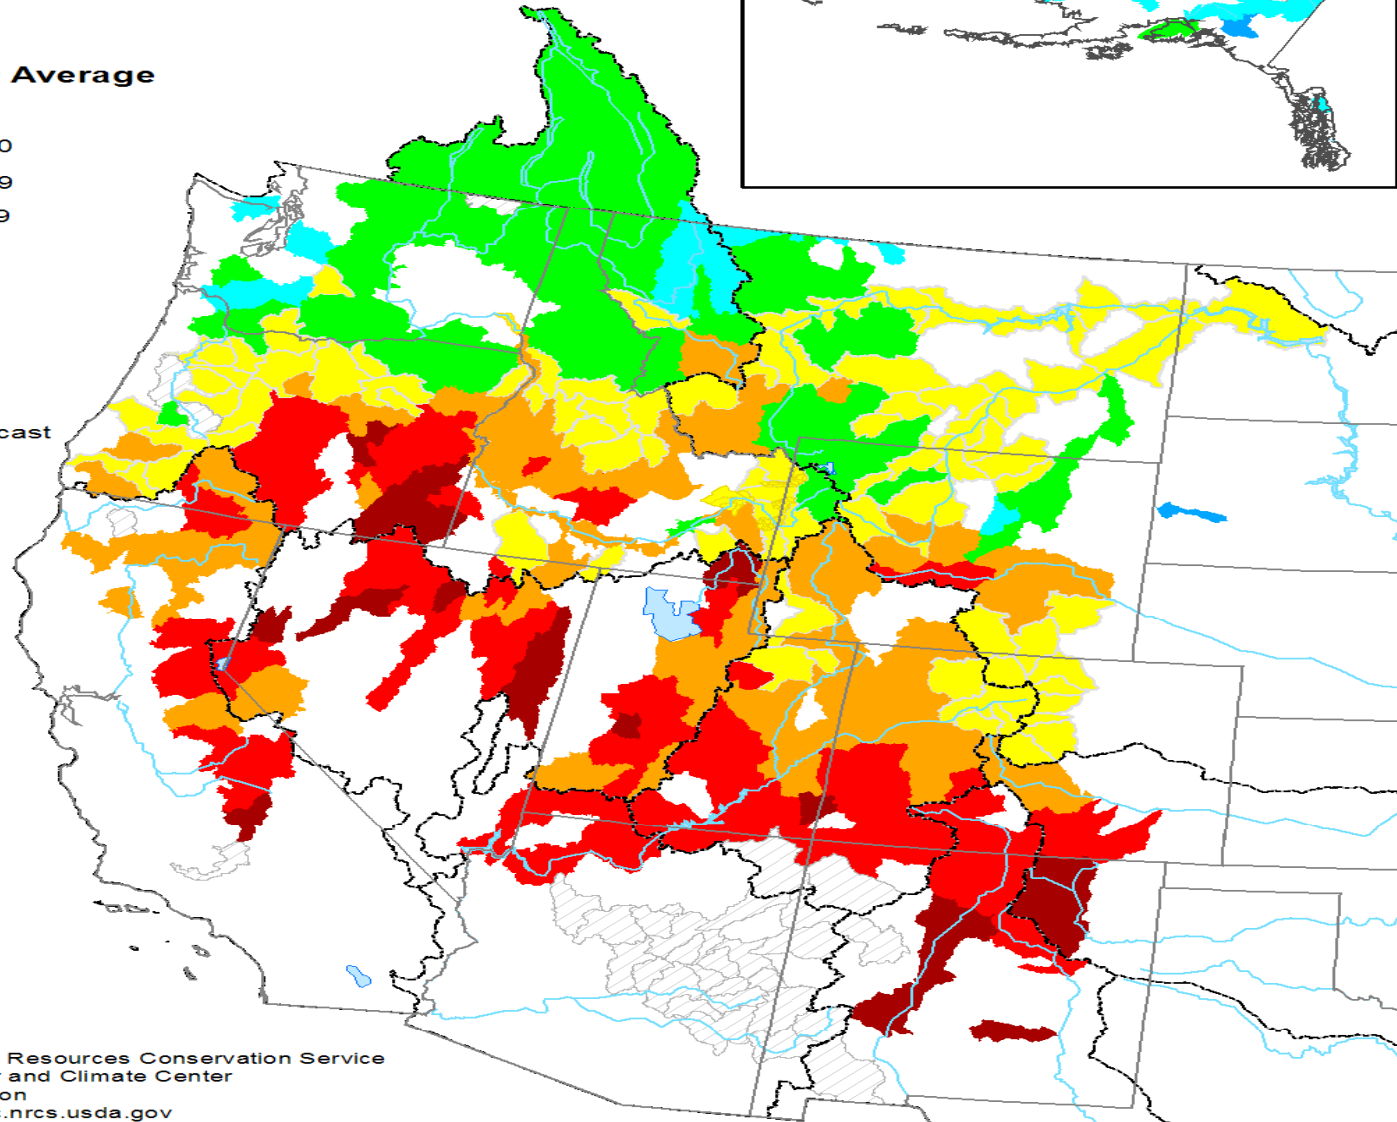 Average
0
9
9
cast
Resources Conservation Service
and Climate Center
on
.nrcs.usda.gov